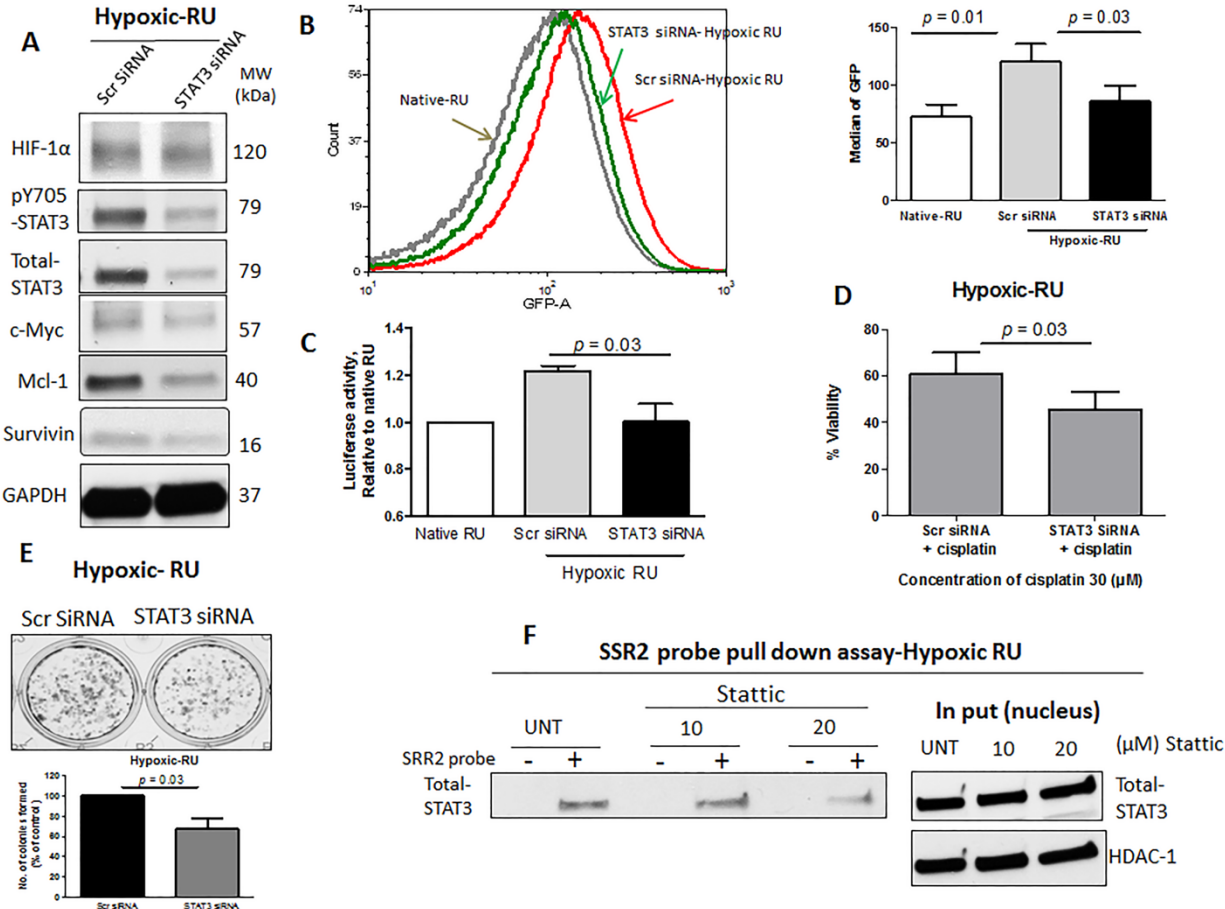 A
Hypoxic-RU
Scr SiRNA
STAT3 siRNA
MW
(kDa)
HIF-1α
120
pY705
-STAT3
79
Total-
STAT3
79
c-Myc
57
Mcl-1
40
Survivin
16
GAPDH
37
B
74
56
37
19
0
Count
10¹
10²
10³
GFP-A
Native-RU
STAT3 siRNA- Hypoxic RU
Scr siRNA-Hypoxic RU
p = 0.01
p = 0.03
150
100
50
0
Median of GFP
Native-RU
Scr siRNA
STAT3 siRNA
Hypoxic-RU
C
1.4
1.2
1.0
0.8
0.6
Luciferase activity,
Relative to native RU
p = 0.03
Native RU
Scr siRNA
STAT3 siRNA
Hypoxic RU
D
Hypoxic-RU
80
60
40
20
0
% Viability
p = 0.03
Scr siRNA
+ cisplatin
STAT3 SiRNA
+ cisplatin
Concentration of cisplatin 30 (µM)
E
Hypoxic- RU
Scr SiRNA
STAT3 siRNA
Hypoxic-RU
120
100
80
60
40
20
0
No. of colonies formed
(% of control)
p = 0.03
Scr siRNA
STAT3 siRNA
F
SSR2 probe pull down assay-Hypoxic RU
Stattic
UNT
10
20
SRR2 probe
- + - + - +
Total-
STAT3
In put (nucleus)
UNT
10
20
(µM) Stattic
Total-
STAT3
HDAC-1